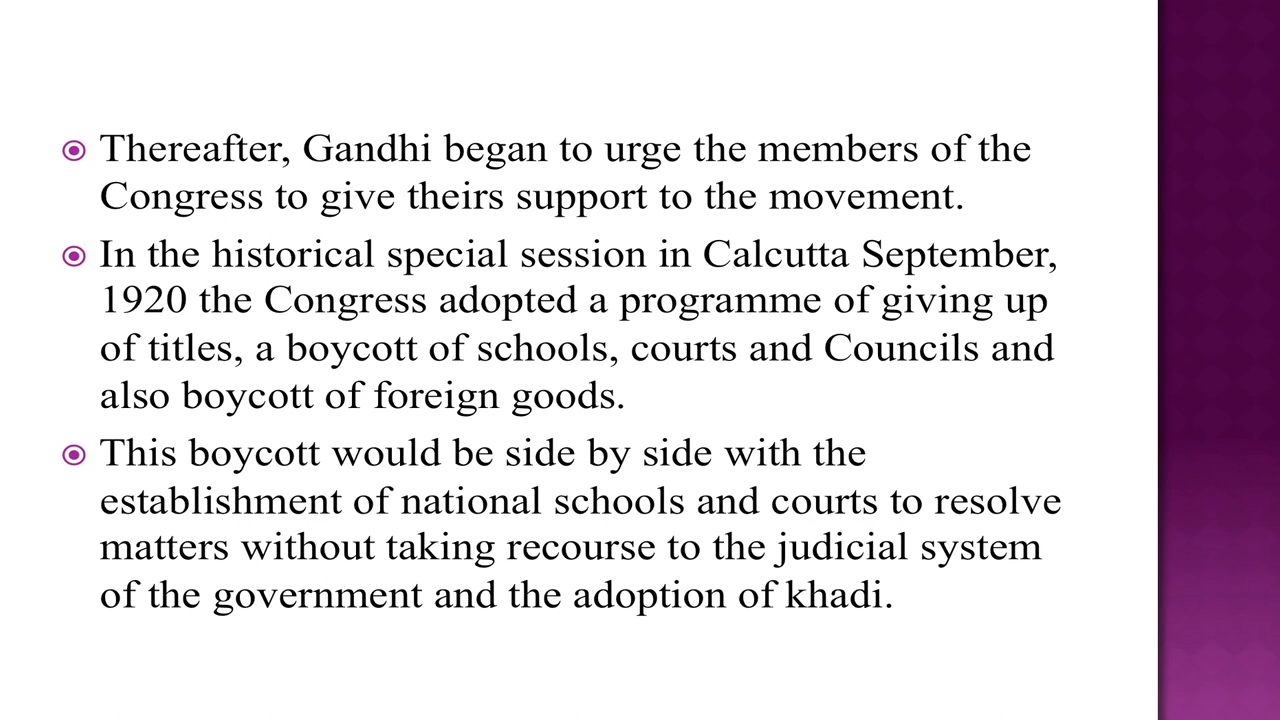 Thereafter, Gandhi began to urge the members of the
Congress to give theirs support to the movement.
In the historical special session in Calcutta September,
1920 the Congress adopted a programme of giving up
of titles, a boycott of schools, courts and Councils and
also boycott of foreign goods.
This boycott would be side by side with the
establishment of national schools and courts to resolve
matters without taking recourse to the judicial system
of the government and the adoption of khadi.